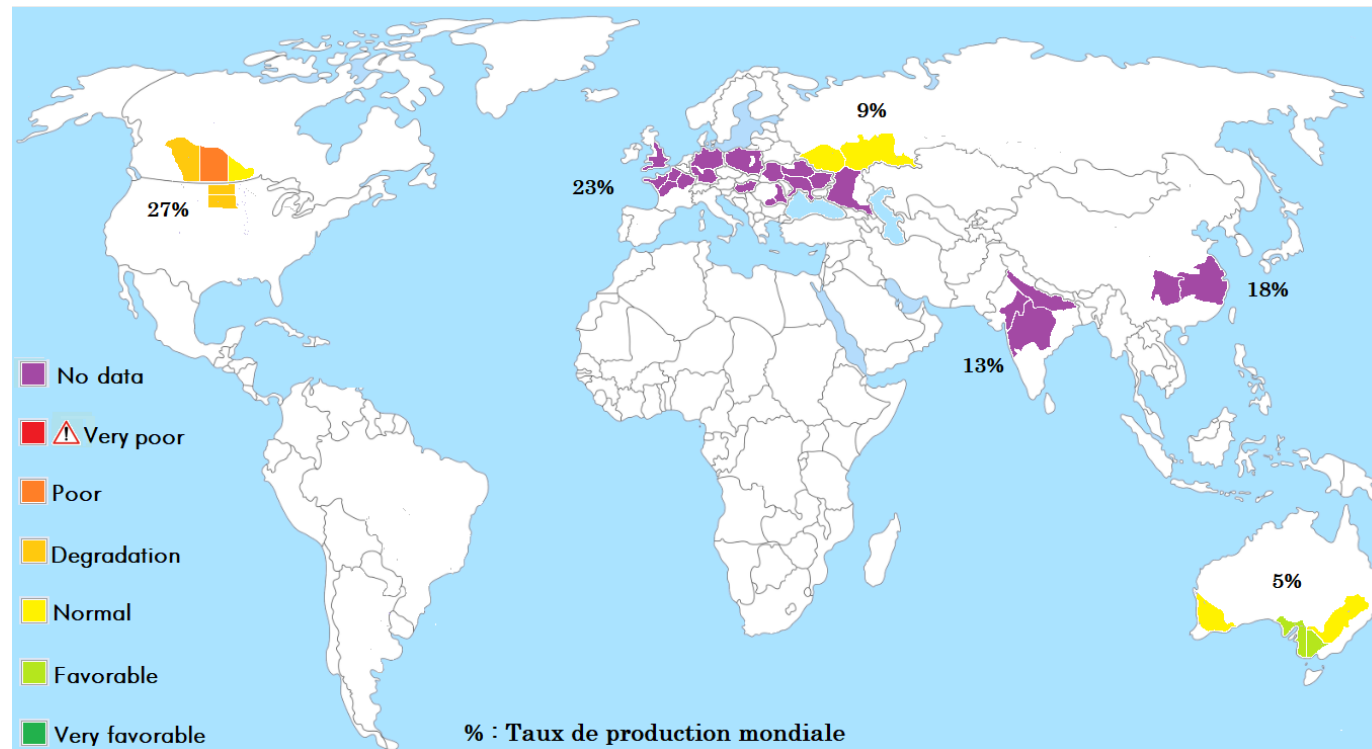 9%
23%
27%
18%
13%
No data
Very poor
Poor
Degradation
5%
Normal
Favorable
Very favorable
% : Taux de production mondiale